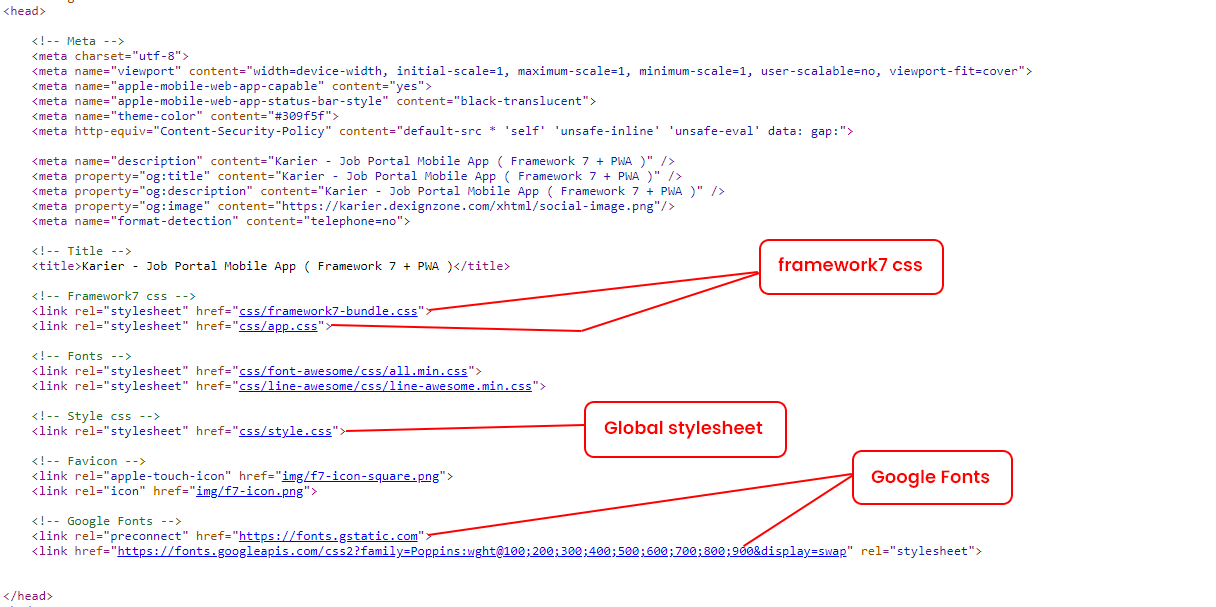 <head>
<!-- Meta -->
<meta charset="utf-8">
<meta name="viewport" content="width=device-width, initial-scale=1, maximum-scale=1, minimum-scale=1, user-scalable=no, viewport-fit=cover">
<meta name="apple-mobile-web-app-capable" content="yes">
<meta name="apple-mobile-web-app-status-bar-style" content="black-translucent">
<meta name="theme-color" content="#309f5f">
<meta http-equiv="Content-Security-Policy" content="default-src * 'self' 'unsafe-inline' 'unsafe-eval' data: gap:">
<meta name="description" content="Karier - Job Portal Mobile App ( Framework 7 + PWA )" />
<meta property="og:title" content="Karier - Job Portal Mobile App ( Framework 7 + PWA )" />
<meta property="og:description" content="Karier - Job Portal Mobile App ( Framework 7 + PWA )" />
<meta property="og:image" content="https://karier.dexignzone.com/xhtml/social-image.png"/>
<meta name="format-detection" content="telephone=no">
<!-- Title -->
<title>Karier - Job Portal Mobile App ( Framework 7 + PWA )</title>
framework7 css
<!-- Framework7 css -->
<link rel="stylesheet" href="css/framework7-bundle.css">
<link rel="stylesheet" href="css/app.css">
<!-- Fonts -->
<link rel="stylesheet" href="css/font-awesome/css/all.min.css">
<link rel="stylesheet" href="css/line-awesome/css/line-awesome.min.css">
<!-- Style css -->
<link rel="stylesheet" href="css/style.css">
Global stylesheet
<!-- Favicon -->
<link rel="apple-touch-icon" href="img/f7-icon-square.png">
<link rel="icon" href="img/f7-icon.png">
Google Fonts
<!-- Google Fonts -->
<link rel="preconnect" href="https://fonts.gstatic.com">
<link href="https://fonts.googleapis.com/css2?family=Poppins:wght@100;200;300;400;500;600;700;800;900&display=swap" rel="stylesheet">
</head>